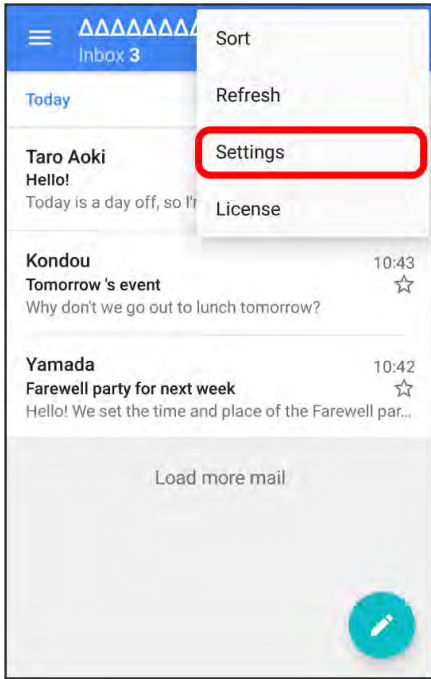 ΔΔΔΔΔΔΔ
Inbox 3
Sort
Refresh
Settings
License
Today
Taro Aoki
Hello!
Today is a day off, so I'
Kondou
10:43
Tomorrow 's event
Why don't we go out to lunch tomorrow?
Yamada
10:42
Farewell party for next week
Hello! We set the time and place of the Farewell par...
Load more mail